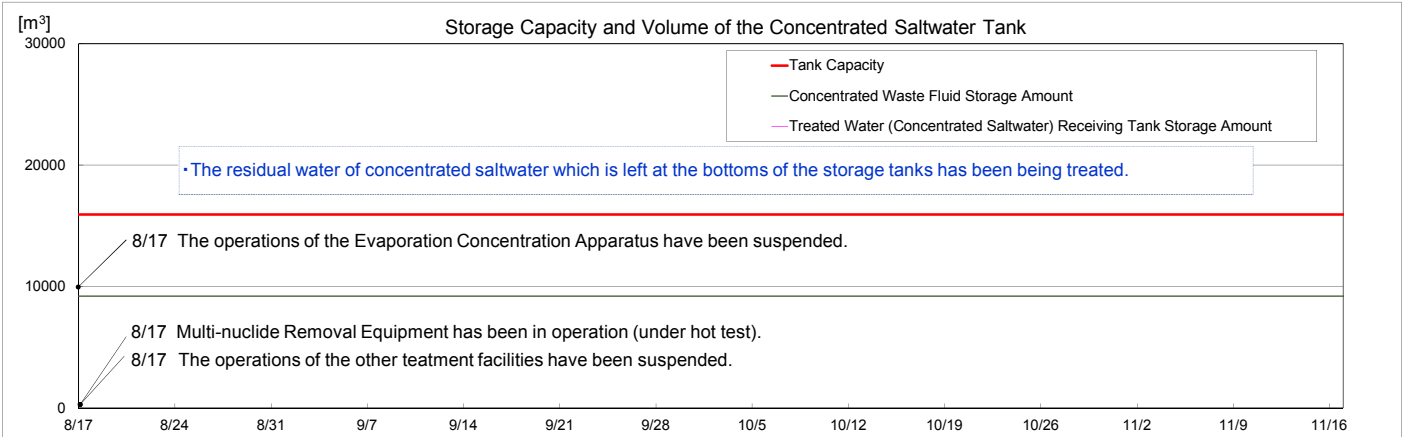 [m³]
Storage Capacity and Volume of the Concentrated Saltwater Tank
30000
Tank Capacity
Concentrated Waste Fluid Storage Amount
Treated Water (Concentrated Saltwater) Receiving Tank Storage Amount
20000
・The residual water of concentrated saltwater which is left at the bottoms of the storage tanks has been being treated.
8/17 The operations of the Evaporation Concentration Apparatus have been suspended.
10000
8/17 Multi-nuclide Removal Equipment has been in operation (under hot test).
8/17 The operations of the other teatment facilities have been suspended.
0
8/17 8/24 8/31 9/7 9/14 9/21 9/28 10/5 10/12 10/19 10/26 11/2 11/9 11/16